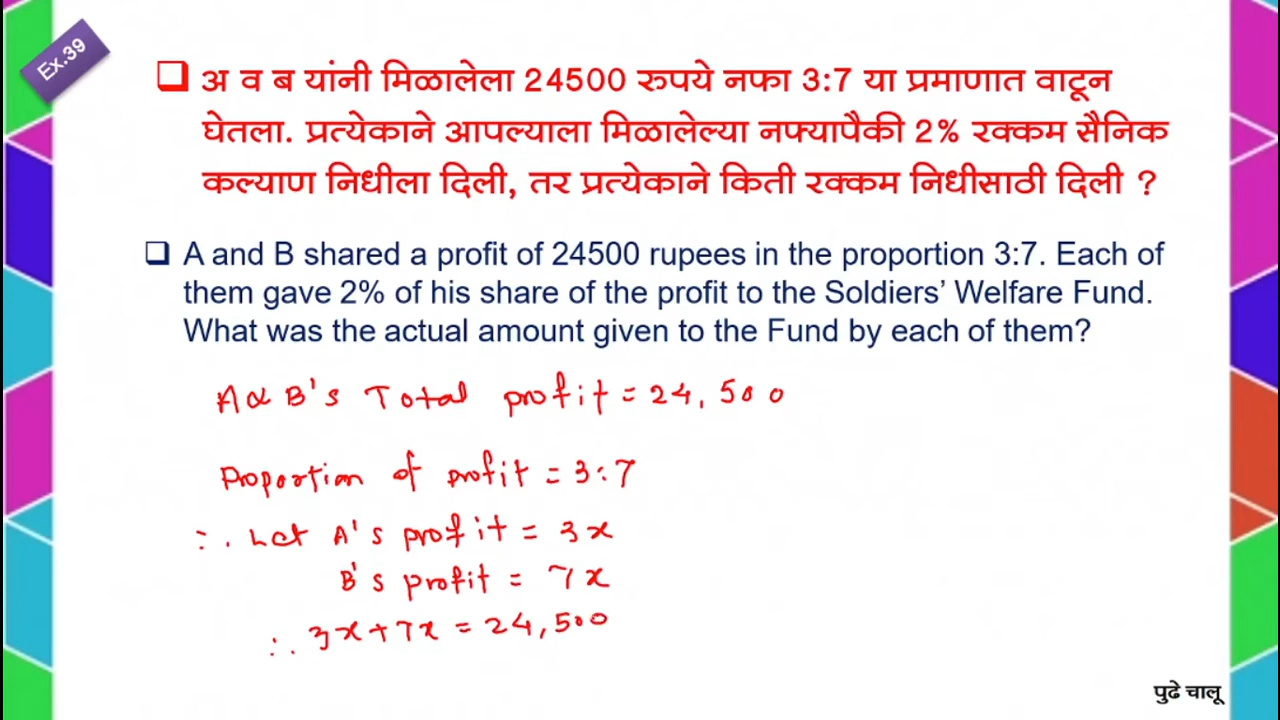 Ex.39
अ व ब यांनी मिळालेला 24500 रुपये नफा 3:7 या प्रमाणात वाटून
घेतला. प्रत्येकाने आपल्याला मिळालेल्या नफ्यापैकी 2% रक्कम सैनिक
कल्याण निधीला दिली, तर प्रत्येकाने किती रक्कम निधीसाठी दिली ?
A and B shared a profit of 24500 rupees in the proportion 3:7. Each of
them gave 2% of his share of the profit to the Soldiers’ Welfare Fund.
What was the actual amount given to the Fund by each of them?
A & B's Total profit = 24,500
Proportion of profit = 3:7
∴ Let A's profit = 3x
B's profit = 7x
∴ 3x+7x = 24,500
पुढे चालू